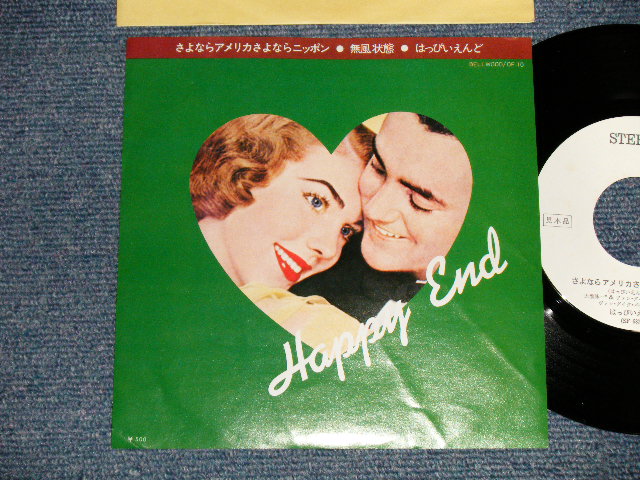 さよならアメリカさよならニッポン ● 無風状態 ● はっぴいえんど
BELLWOOD/OF-10
Happy End
¥500
STER
見本品
さよならアメリカさ
はっぴいえ